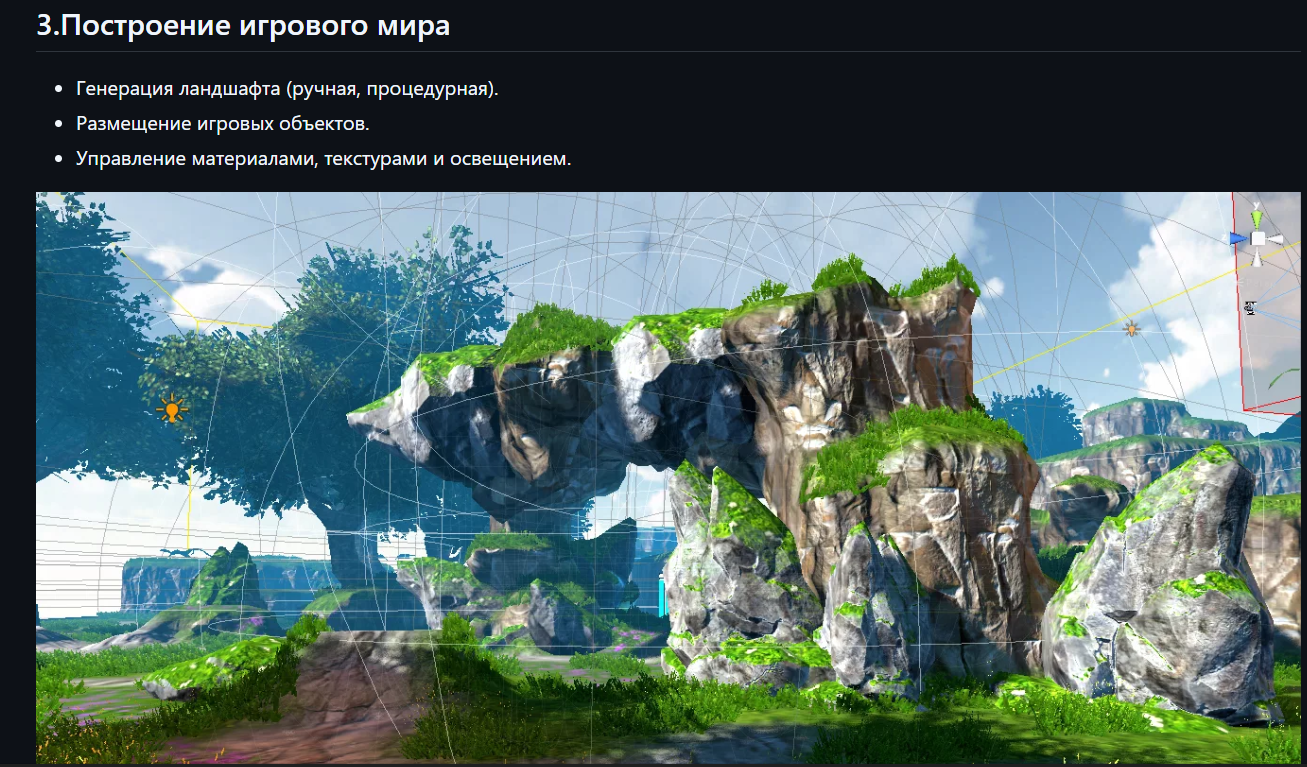 3.Построение игрового мира
Генерация ландшафта (ручная, процедурная).
Размещение игровых объектов.
Управление материалами, текстурами и освещением.